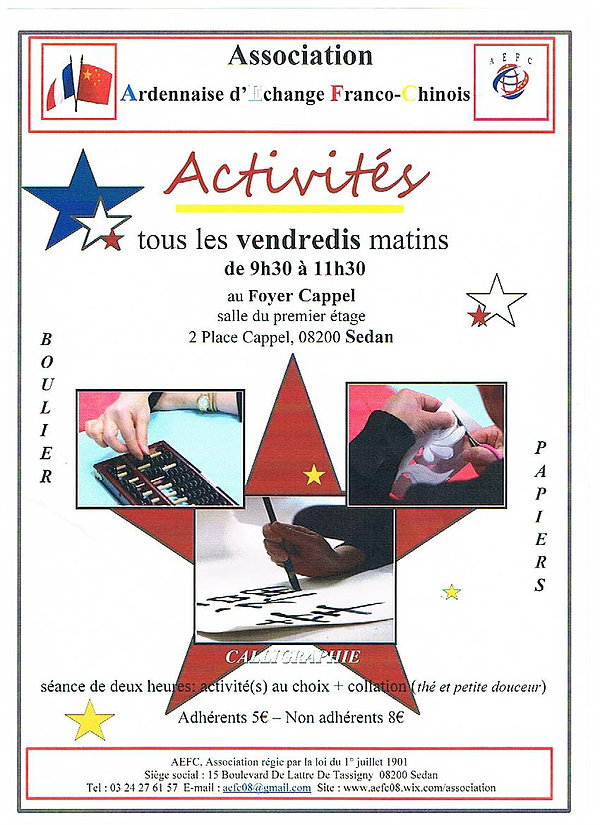 Association
Ardennaise d'Echange Franco-Chinois
A E F C
Activités
tous les vendredis matins
de 9h30 à 11h30
au Foyer Cappel
salle du premier étage
2 Place Cappel, 08200 Sedan
BOULIER
PAPIERS
CALLIGRAPHIE
séance de deux heures: activité(s) au choix + collation (thé et petite douceur)
Adhérents 5€ – Non adhérents 8€
AEFC, Association régie par la loi du 1° juillet 1901
Siège social : 15 Boulevard De Lattre De Tassigny 08200 Sedan
Tel : 03 24 27 61 57 E-mail : aefc08@gmail.com Site : www.aefc08.wix.com/association